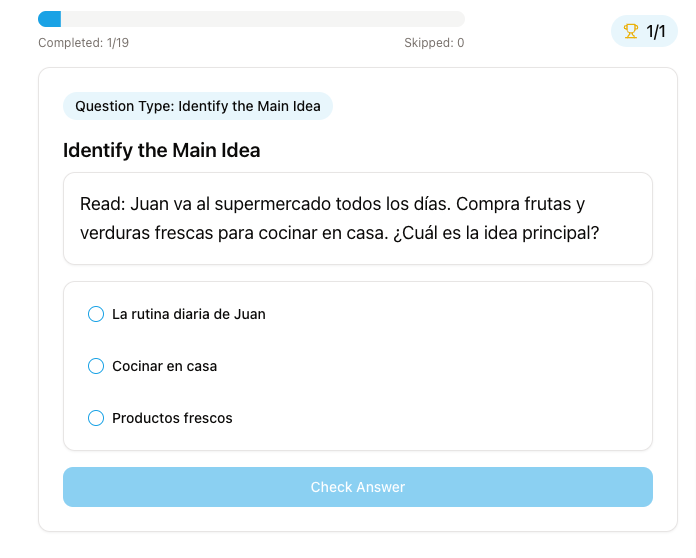 Completed: 1/19
Skipped: 0
1/1
Question Type: Identify the Main Idea
Identify the Main Idea
Read: Juan va al supermercado todos los días. Compra frutas y
verduras frescas para cocinar en casa. ¿Cuál es la idea principal?
La rutina diaria de Juan
Cocinar en casa
Productos frescos
Check Answer